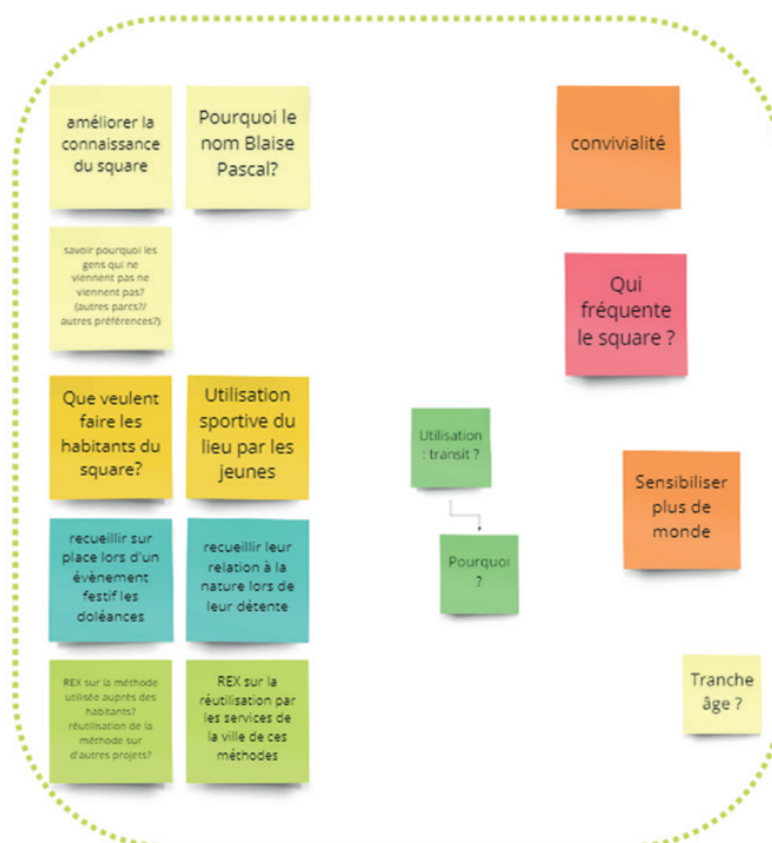 améliorer la
connaissance
du square
Pourquoi le
nom Blaise
Pascal?
savoir pourquoi les
gens qui ne
viennent pas ne
viennent pas?
(autres parcs?/
autres préférences?)
Que veulent
faire les
habitants du
square?
Utilisation
sportive du
lieu par les
jeunes
recueillir sur
place lors d'un
évènement
festif les
doléances
recueillir leur
relation à la
nature lors de
leur détente
REX sur la méthode
utilisée auprès des
habitants?
réutilisation de la
méthode sur
d'autres projets?
REX sur la
réutilisation par
les services de
la ville de ces
méthodes
Utilisation
: transit ?
Pourquoi
?
convivialité
Qui
fréquente
le square ?
Sensibiliser
plus de
monde
Tranche
âge ?